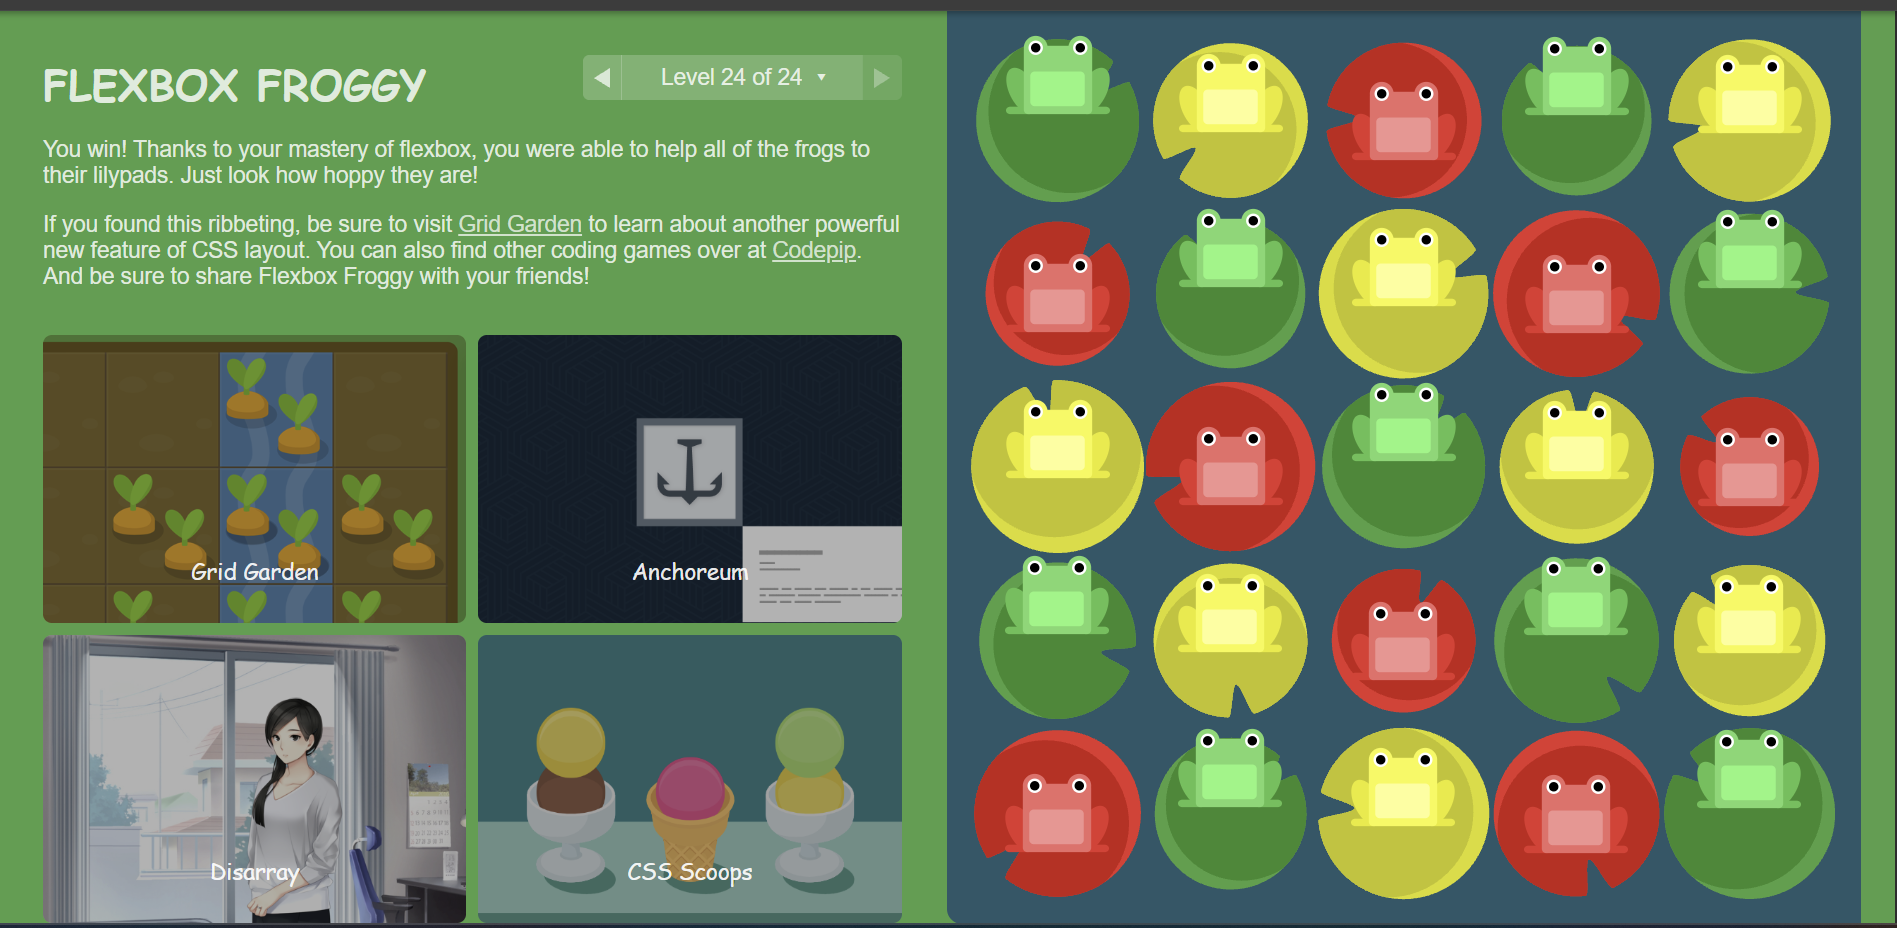 FLEXBOX FROGGY
Level 24 of 24
You win! Thanks to your mastery of flexbox, you were able to help all of the frogs to
their lilypads. Just look how hoppy they are!
If you found this ribbeting, be sure to visit Grid Garden to learn about another powerful
new feature of CSS layout. You can also find other coding games over at Codepip.
And be sure to share Flexbox Froggy with your friends!
Grid Garden
Anchoreum
Disarray
CSS Scoops